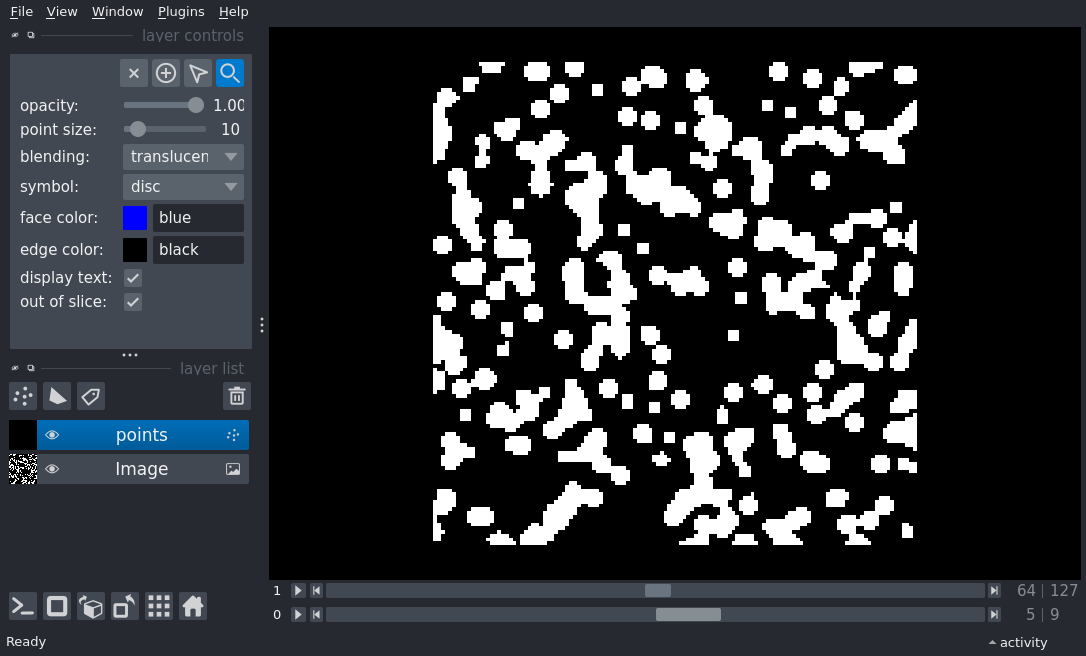 File View Window Plugins Help
layer controls
opacity: 1.00
point size: 10
blending: translucen
symbol: disc
face color: blue
edge color: black
display text:
out of slice:
layer list
points
Image
1 64 | 127
0 5 | 9
Ready activity